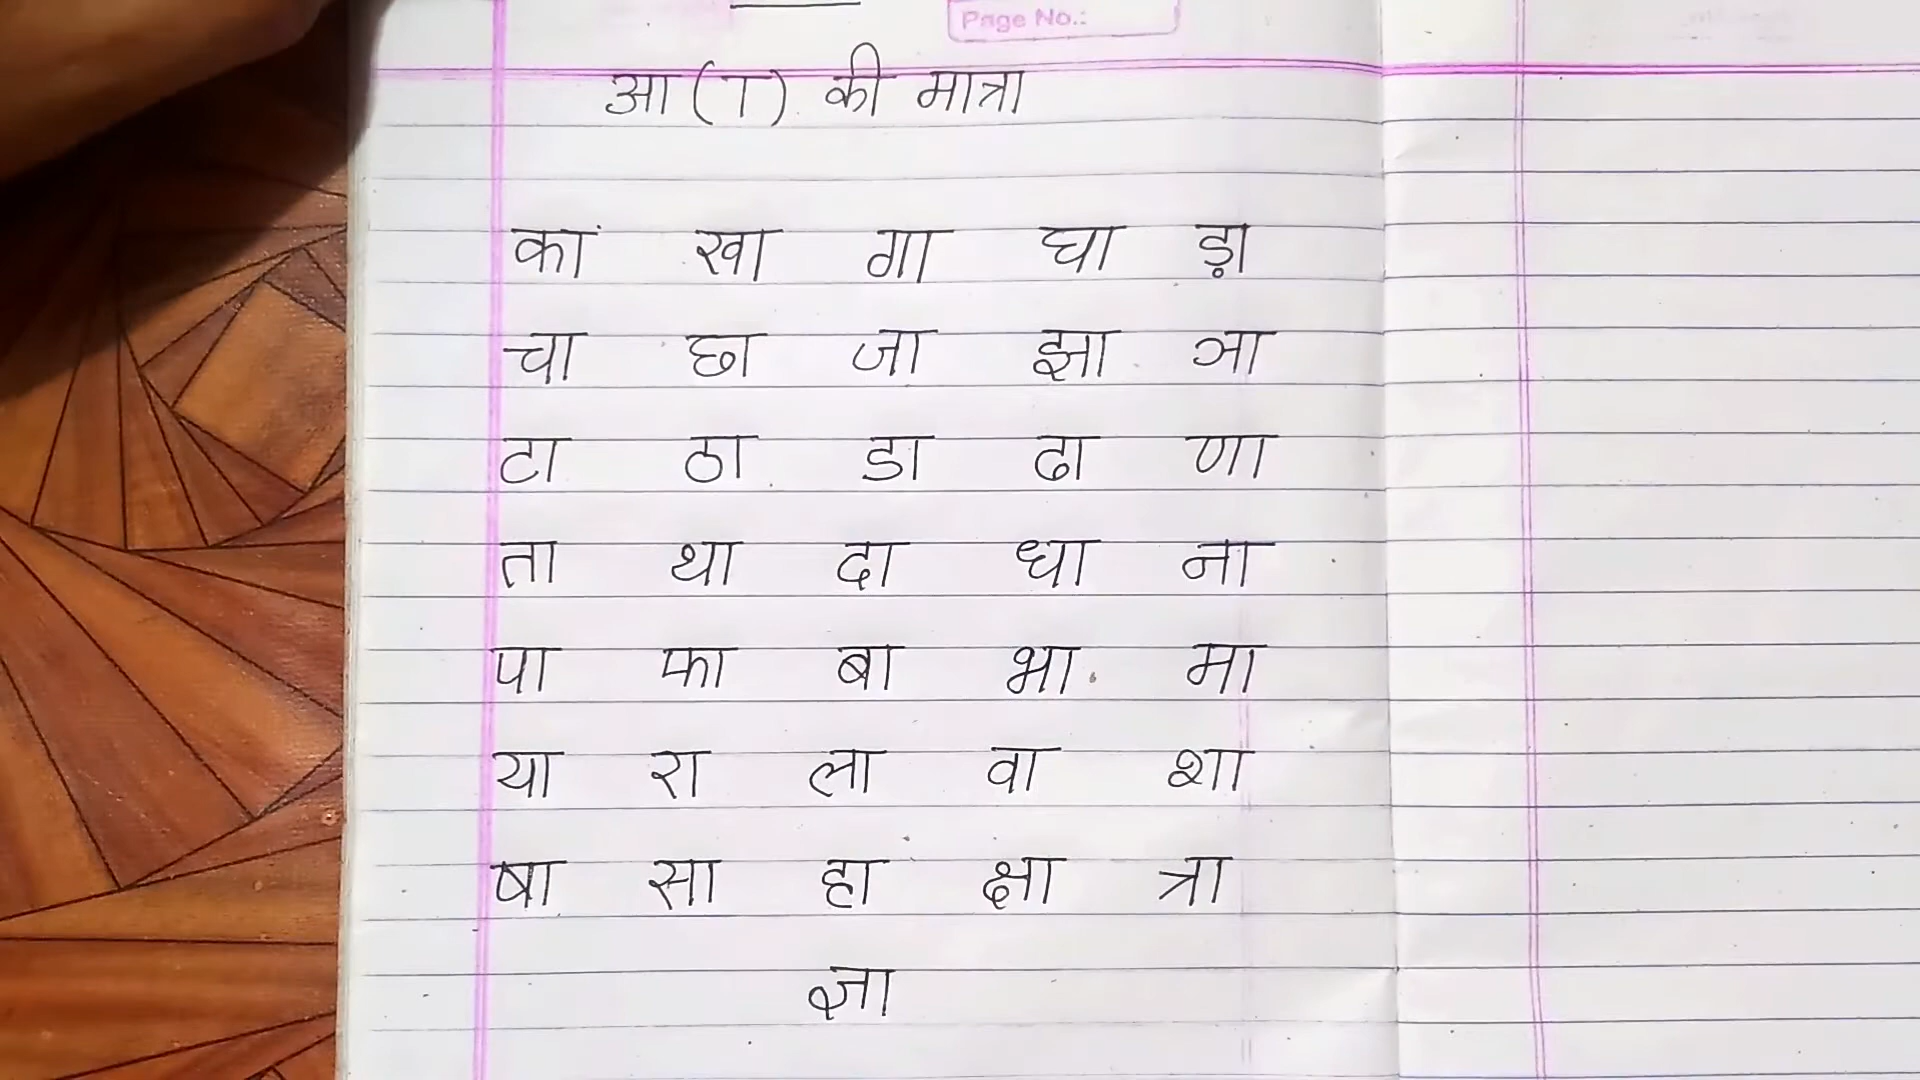 Page No.:
आ (ा) की मात्रा
का खा गा घा ड़ा
चा छा जा झा ञा
टा ठा डा ढा णा
ता था दा धा ना
पा फा बा भा मा
या रा ला वा शा
षा सा हा क्षा त्रा
ज्ञा